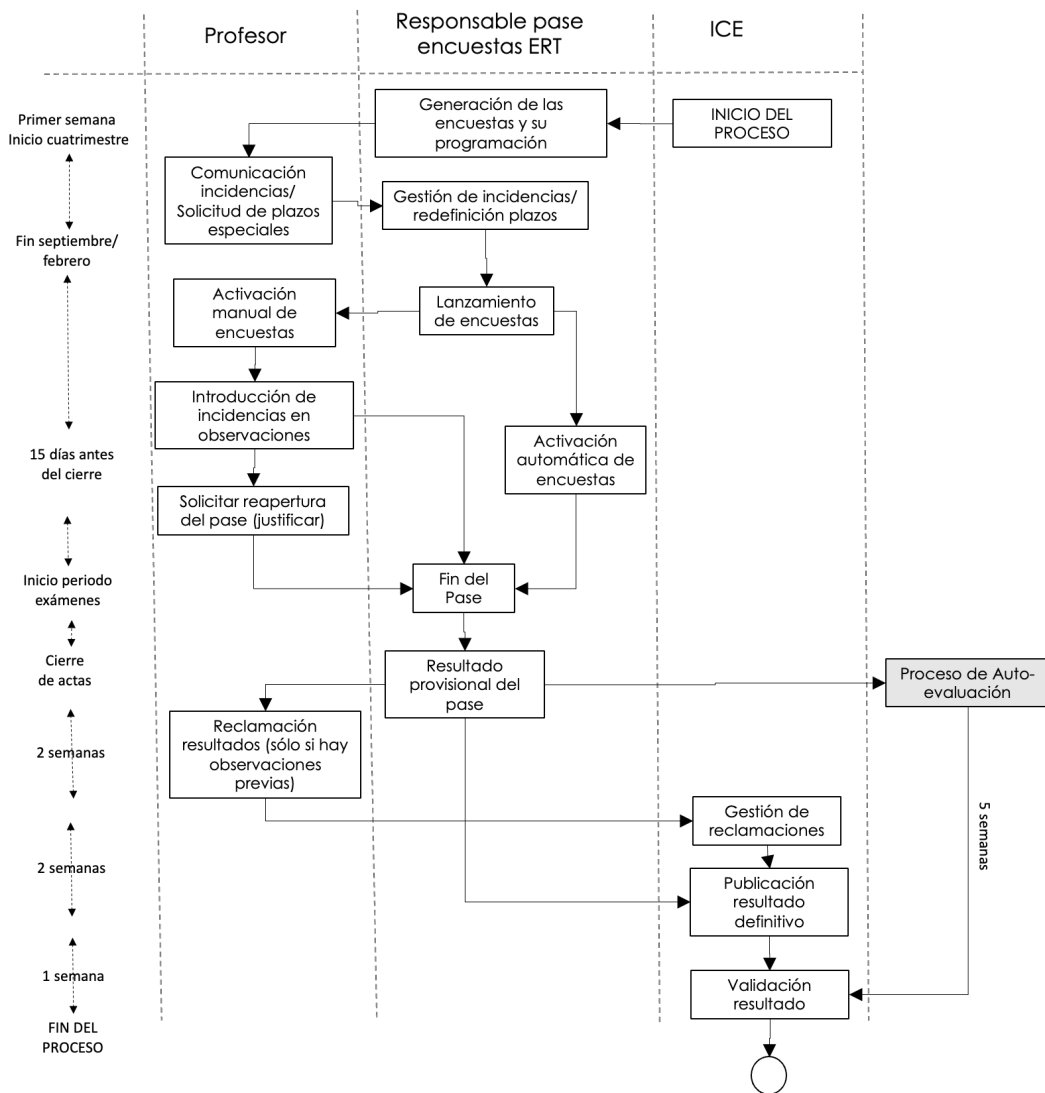 Profesor
Responsable pase
encuestas ERT
ICE
Primer semana
Inicio cuatrimestre
Generación de las
encuestas y su
programación
INICIO DEL
PROCESO
Comunicación
incidencias/
Solicitud de plazos
especiales
Gestión de incidencias/
redefinición plazos
Fin septiembre/
febrero
Activación
manual de
encuestas
Lanzamiento
de encuestas
Introducción de
incidencias en
observaciones
Activación
automática de
encuestas
15 días antes
del cierre
Solicitar reapertura
del pase (justificar)
Inicio periodo
exámenes
Fin del
Pase
Cierre
de actas
Resultado
provisional del
pase
Proceso de Auto-
evaluación
2 semanas
Reclamación
resultados (sólo si hay
observaciones
previas)
5 semanas
Gestión de
reclamaciones
2 semanas
Publicación
resultado
definitivo
1 semana
Validación
resultado
FIN DEL
PROCESO